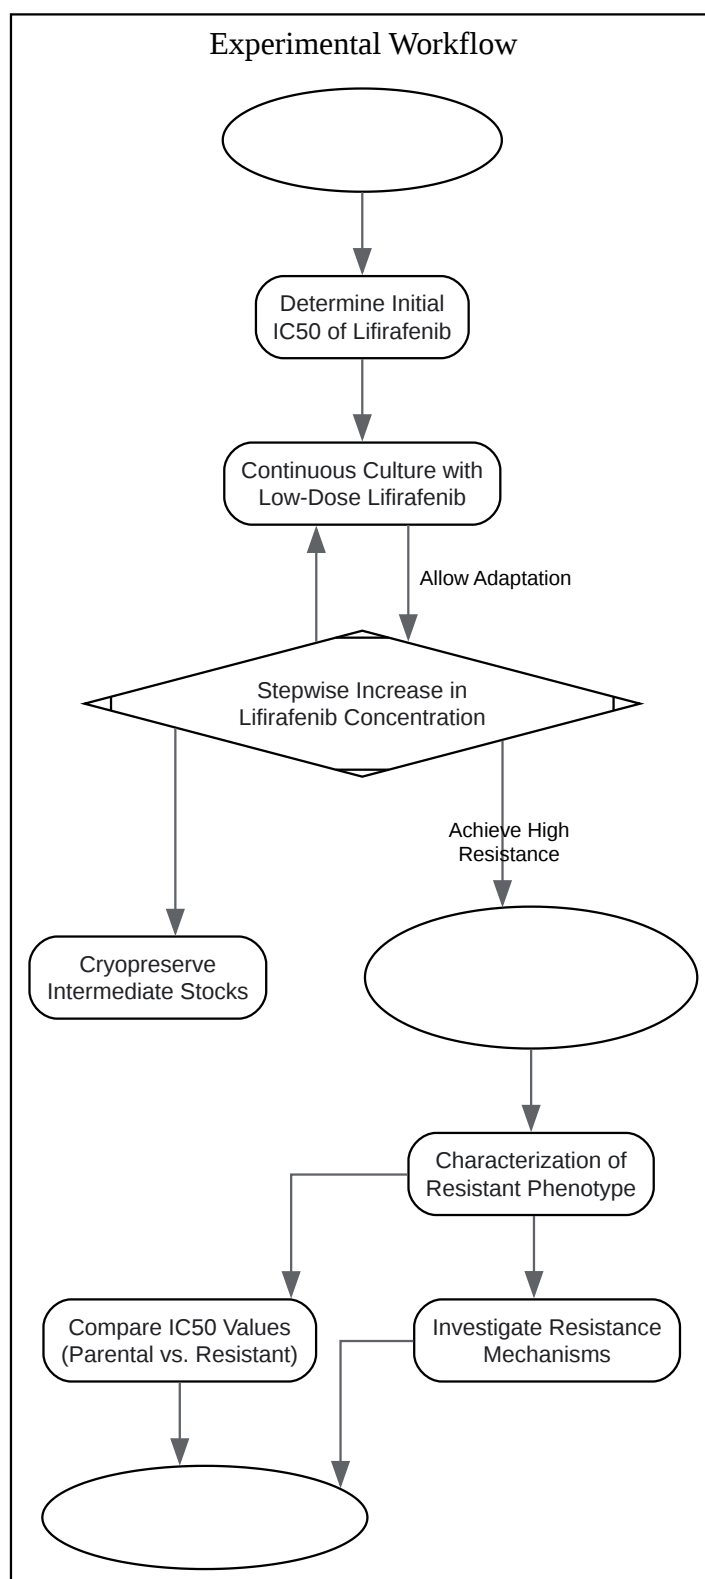 Experimental Workflow
Determine Initial
IC50 of Lifirafenib
Continuous Culture with
Low-Dose Lifirafenib
Allow Adaptation
Stepwise Increase in
Lifirafenib Concentration
Achieve High
Resistance
Cryopreserve
Intermediate Stocks
Characterization of
Resistant Phenotype
Compare IC50 Values
(Parental vs. Resistant)
Investigate Resistance
Mechanisms